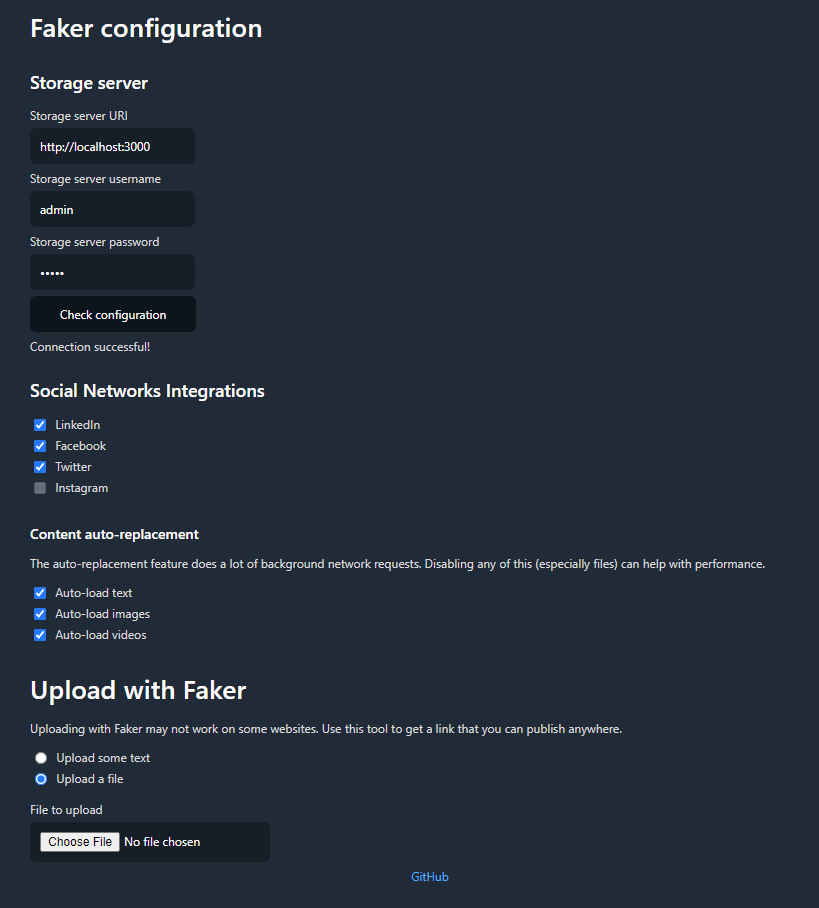 Faker configuration
Storage server
Storage server URI
http://localhost:3000
Storage server username
admin
Storage server password
•••••
Check configuration
Connection successful!
Social Networks Integrations
LinkedIn
Facebook
Twitter
Instagram
Content auto-replacement
The auto-replacement feature does a lot of background network requests. Disabling any of this (especially files) can help with performance.
Auto-load text
Auto-load images
Auto-load videos
Upload with Faker
Uploading with Faker may not work on some websites. Use this tool to get a link that you can publish anywhere.
Upload some text
Upload a file
File to upload
Choose File No file chosen
GitHub